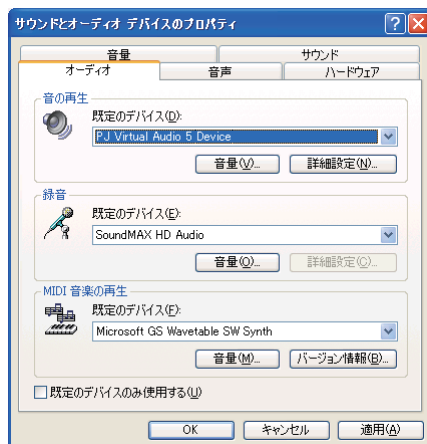 サウンドとオーディオ デバイスのプロパティ
音量 サウンド
オーディオ 音声 ハードウェア
音の再生
既定のデバイス(D):
PJ Virtual Audio 5 Device
音量(V)... 詳細設定(N)...
録音
既定のデバイス(E):
SoundMAX HD Audio
音量(O)... 詳細設定(C)...
MIDI 音楽の再生
既定のデバイス(F):
Microsoft GS Wavetable SW Synth
音量(M)... バージョン情報(B)...
既定のデバイスのみ使用する(U)
OK キャンセル 適用(A)